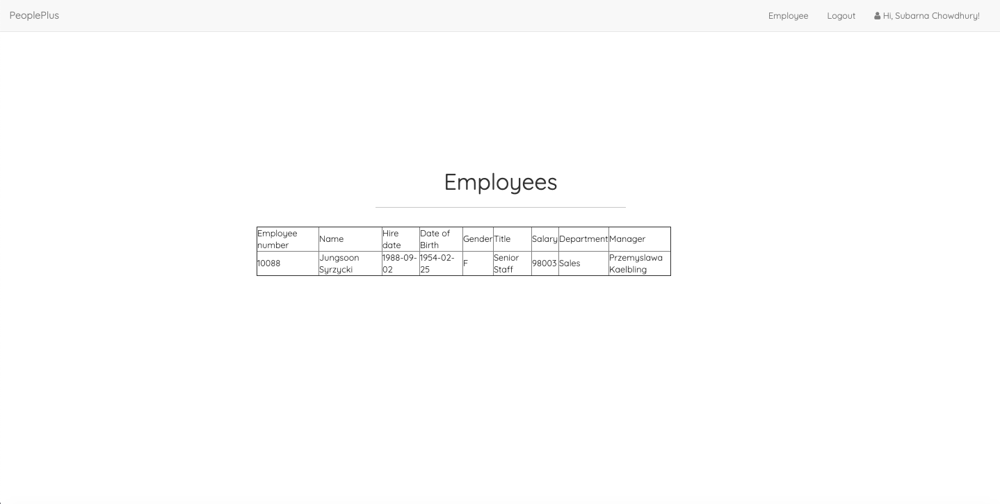 PeoplePlus Employee Logout Hi, Subarna Chowdhury!
Employees
Employee number Name Hire date Date of Birth Gender Title Salary Department Manager
10088 Jungsoon Syrzycki 1988-09-02 1954-02-25 F Senior Staff 98003 Sales Przemyslawa Kaelbling